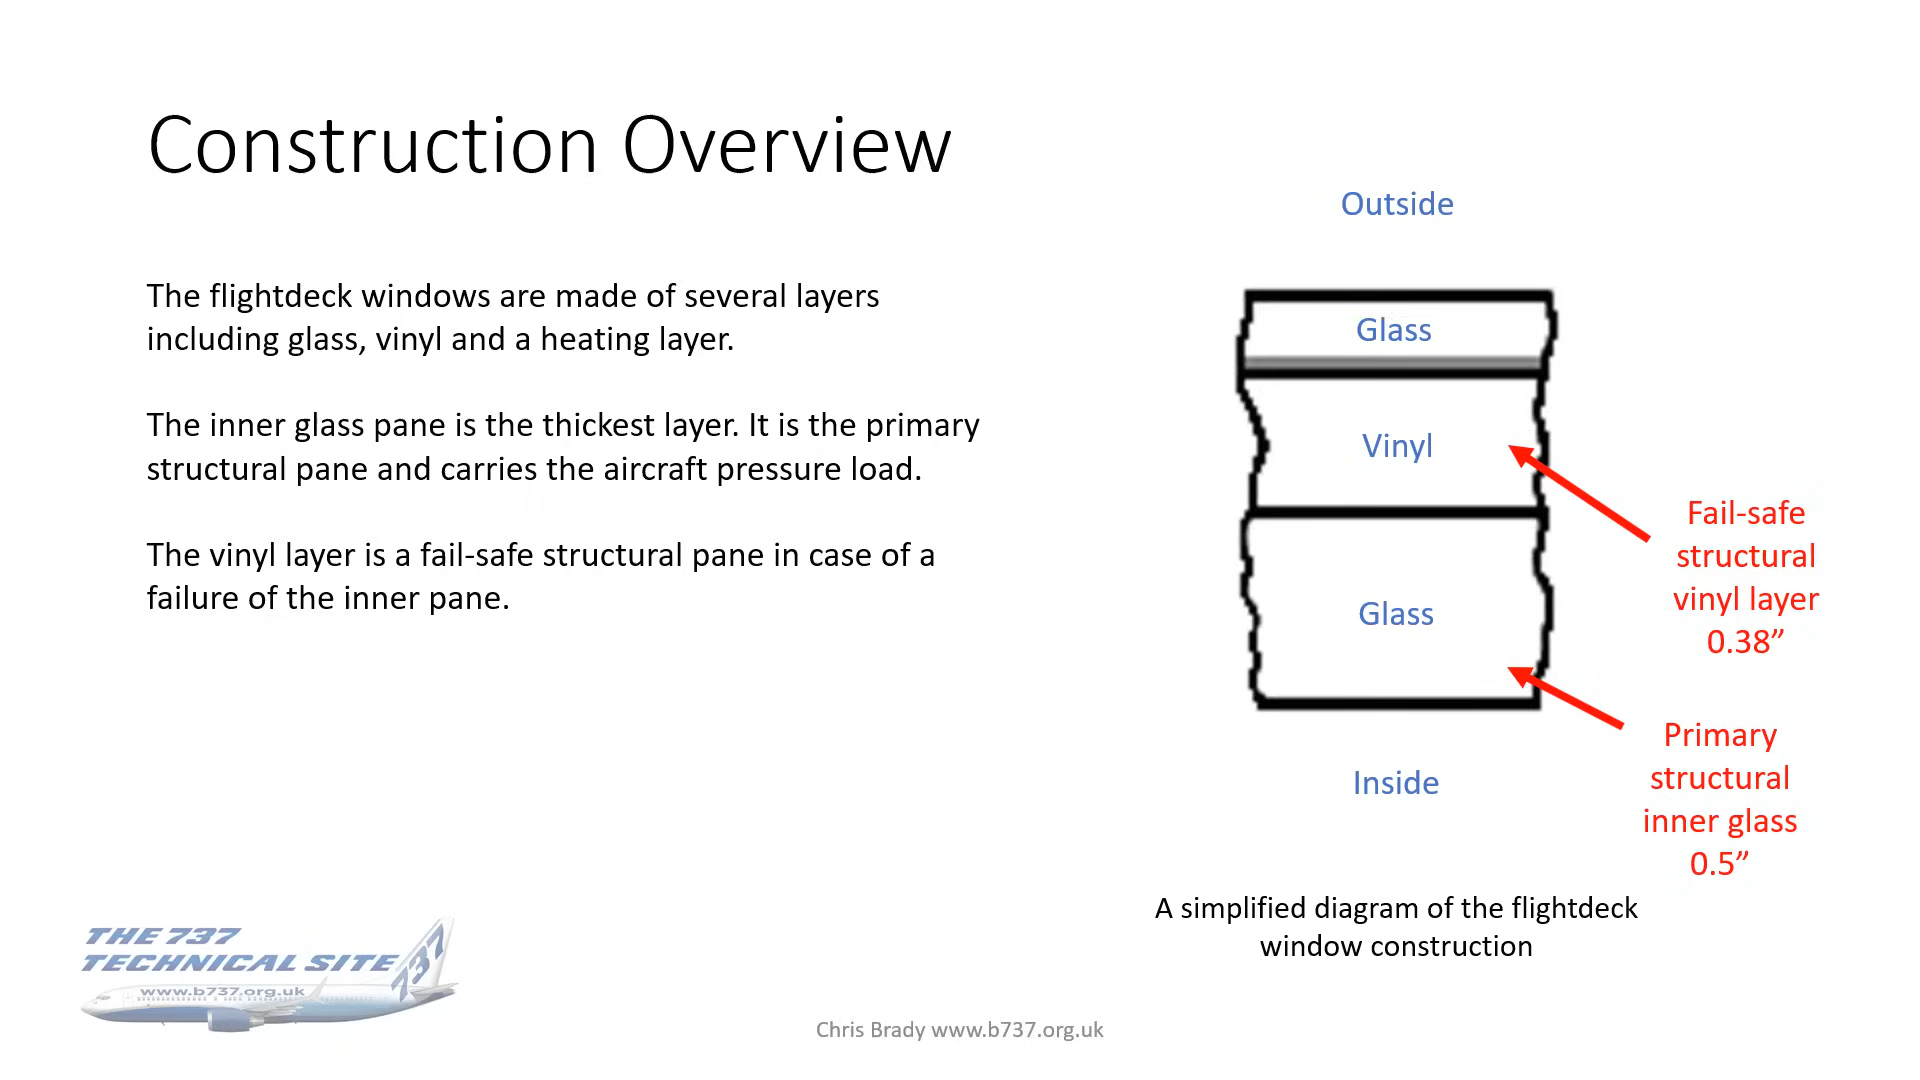 Construction Overview
The flightdeck windows are made of several layers
including glass, vinyl and a heating layer.
The inner glass pane is the thickest layer. It is the primary
structural pane and carries the aircraft pressure load.
The vinyl layer is a fail-safe structural pane in case of a
failure of the inner pane.
Outside
Glass
Vinyl
Glass
Inside
Fail-safe
structural
vinyl layer
0.38”
Primary
structural
inner glass
0.5”
A simplified diagram of the flightdeck
window construction
THE 737
TECHNICAL SITE
www.b737.org.uk
737
Chris Brady www.b737.org.uk